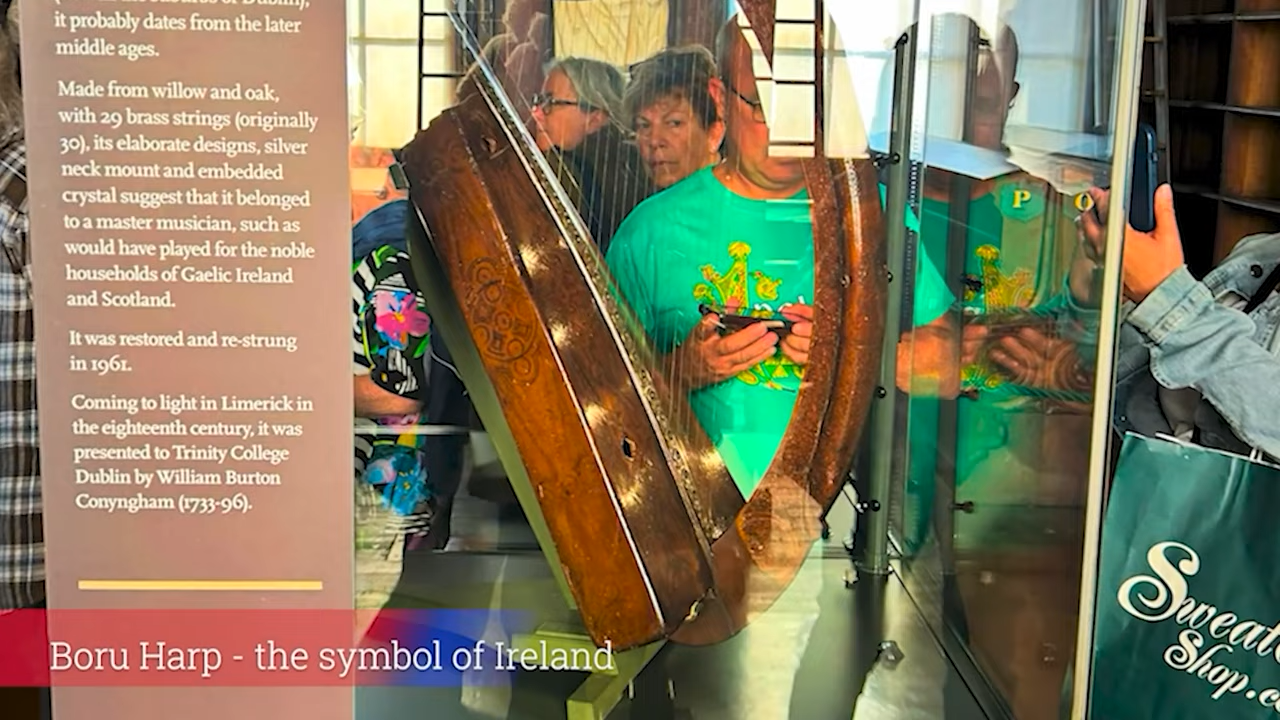 it probably dates from the later
middle ages.
Made from willow and oak,
with 29 brass strings (originally
30), its elaborate designs, silver
neck mount and embedded
crystal suggest that it belonged
to a master musician, such as
would have played for the noble
households of Gaelic Ireland
and Scotland.
It was restored and re-strung
in 1961.
Coming to light in Limerick in
the eighteenth century, it was
presented to Trinity College
Dublin by William Burton
Conyngham (1733-96).
Boru Harp - the symbol of Ireland
P O
Sweate
Shop.c